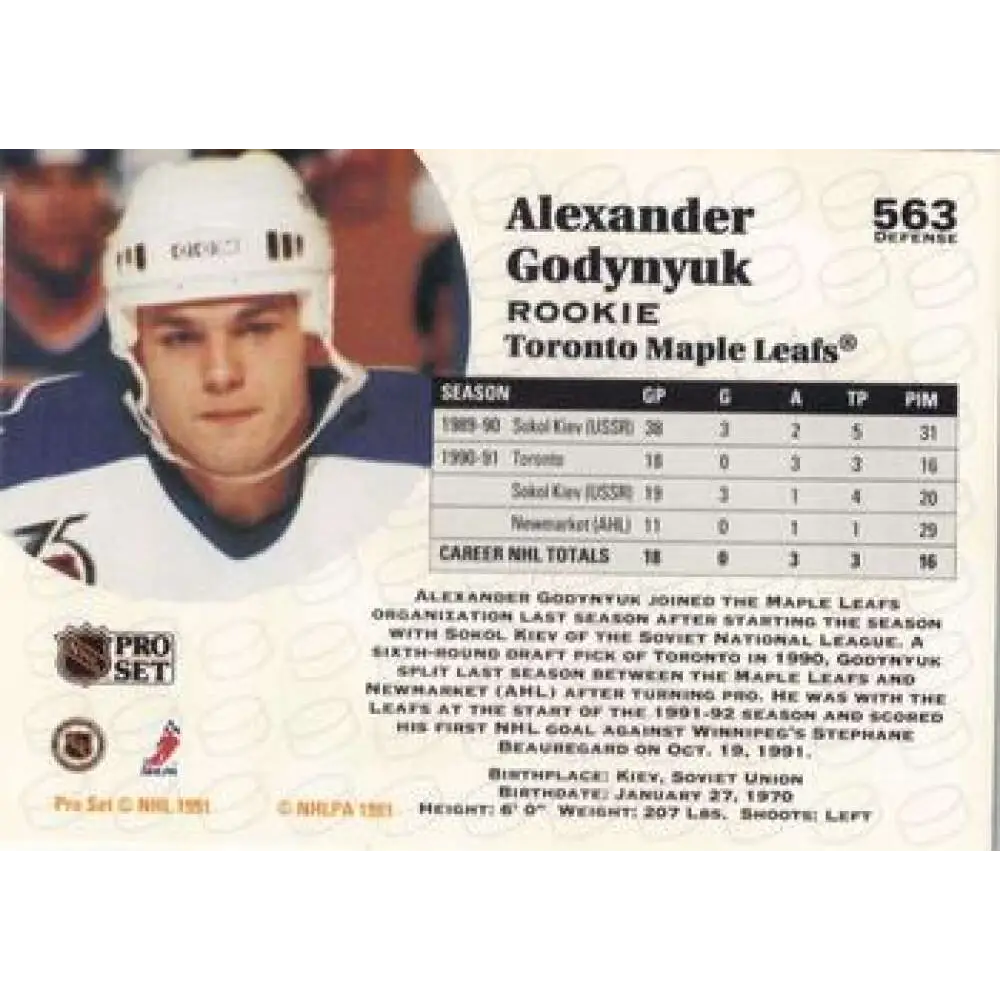 Alexander
Godynyuk
ROOKIE
Toronto Maple Leafs®
563
DEFENSE
SEASON GP G A TP PIM
1989-90 Sokol Kiev (USSR) 38 3 2 5 31
1990-91 Toronto 18 0 3 3 16
Sokol Kiev (USSR) 19 3 1 4 20
Newmarket (AHL) 11 0 1 1 29
CAREER NHL TOTALS 18 0 3 3 16
ALEXANDER GODYNYUK JOINED THE MAPLE LEAFS
ORGANIZATION LAST SEASON AFTER STARTING THE SEASON
WITH SOKOL KIEV OF THE SOVIET NATIONAL LEAGUE. A
SIXTH-ROUND DRAFT PICK OF TORONTO IN 1990, GODYNYUK
SPLIT LAST SEASON BETWEEN THE MAPLE LEAFS AND
NEWMARKET (AHL) AFTER TURNING PRO. HE WAS WITH THE
LEAFS AT THE START OF THE 1991-92 SEASON AND SCORED
HIS FIRST NHL GOAL AGAINST WINNIPEG'S STEPHANE
BEAUREGARD ON OCT. 19, 1991.
BIRTHPLACE: KIEV, SOVIET UNION
BIRTHDATE: JANUARY 27, 1970
HEIGHT: 6' 0" WEIGHT: 207 LBS. SHOOTS: LEFT
75
PRO
SET
NHLPA
Pro Set © NHL 1991
© NHLPA 1991